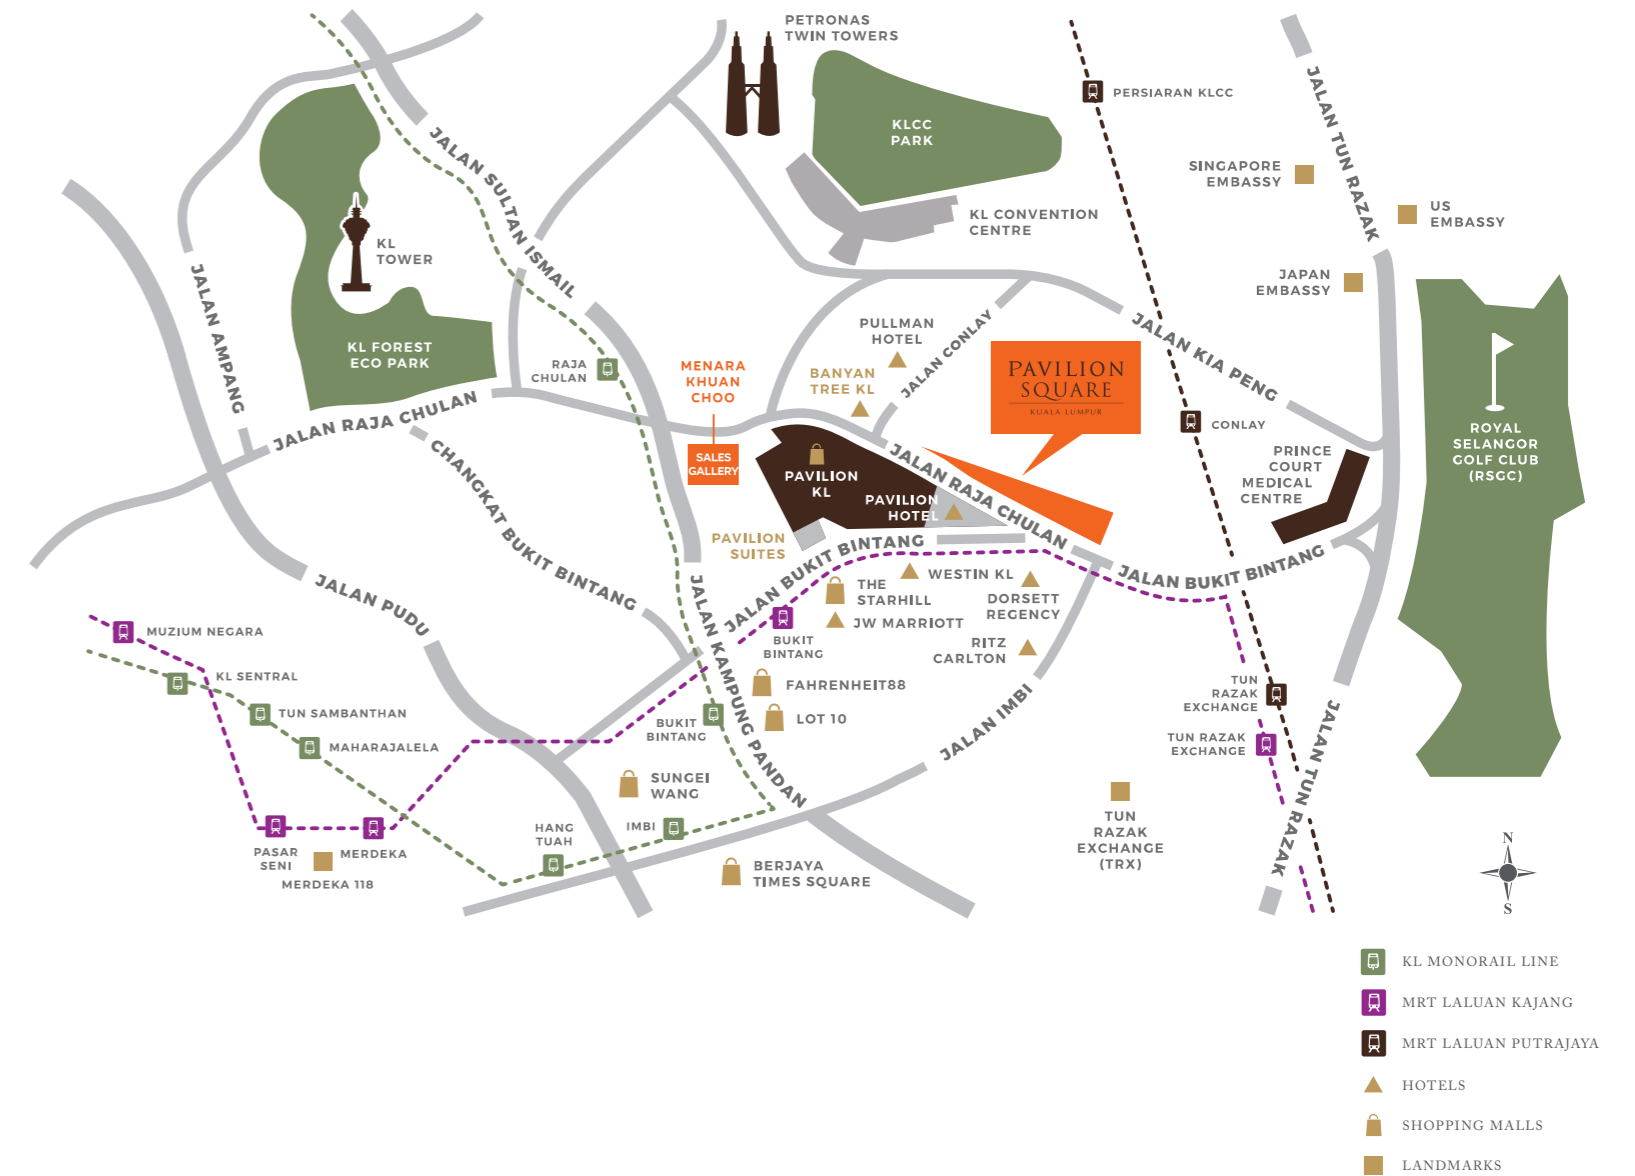 PETRONAS
TWIN TOWERS
KLCC
PARK
PERSIARAN KLCC
JALAN TUN RAZAK
SINGAPORE
EMBASSY
US
EMBASSY
JAPAN
EMBASSY
KL CONVENTION
CENTRE
JALAN SULTAN ISMAIL
KL
TOWER
JALAN AMPANG
KL FOREST
ECO PARK
RAJA
CHULAN
JALAN RAJA CHULAN
CHANGKAT BUKIT BINTANG
MENARA
KHUAN
CHOO
SALES
GALLERY
PULLMAN
HOTEL
BANYAN
TREE KL
JALAN CONLAY
PAVILION
SQUARE
KUALA LUMPUR
JALAN KIA PENG
CONLAY
PRINCE
COURT
MEDICAL
CENTRE
ROYAL
SELANGOR
GOLF CLUB
(RSGC)
PAVILION
KL
PAVILION
HOTEL
JALAN RAJA CHULAN
PAVILION
SUITES
JALAN BUKIT BINTANG
JALAN BUKIT BINTANG
THE
STARHILL
WESTIN KL
DORSETT
REGENCY
JW MARRIOTT
RITZ
CARLTON
BUKIT
BINTANG
JALAN PUDU
JALAN KAMPUNG PANDAN
MUZIUM NEGARA
KL SENTRAL
TUN SAMBANTHAN
MAHARAJALELA
FAHRENHEIT88
LOT 10
BUKIT
BINTANG
JALAN IMBI
TUN
RAZAK
EXCHANGE
TUN RAZAK
EXCHANGE
JALAN TUN RAZAK
SUNGEI
WANG
IMBI
HANG
TUAH
PASAR
SENI
MERDEKA
MERDEKA 118
BERJAYA
TIMES SQUARE
TUN
RAZAK
EXCHANGE
(TRX)
N
S
KL MONORAIL LINE
MRT LALUAN KAJANG
MRT LALUAN PUTRAJAYA
HOTELS
SHOPPING MALLS
LANDMARKS